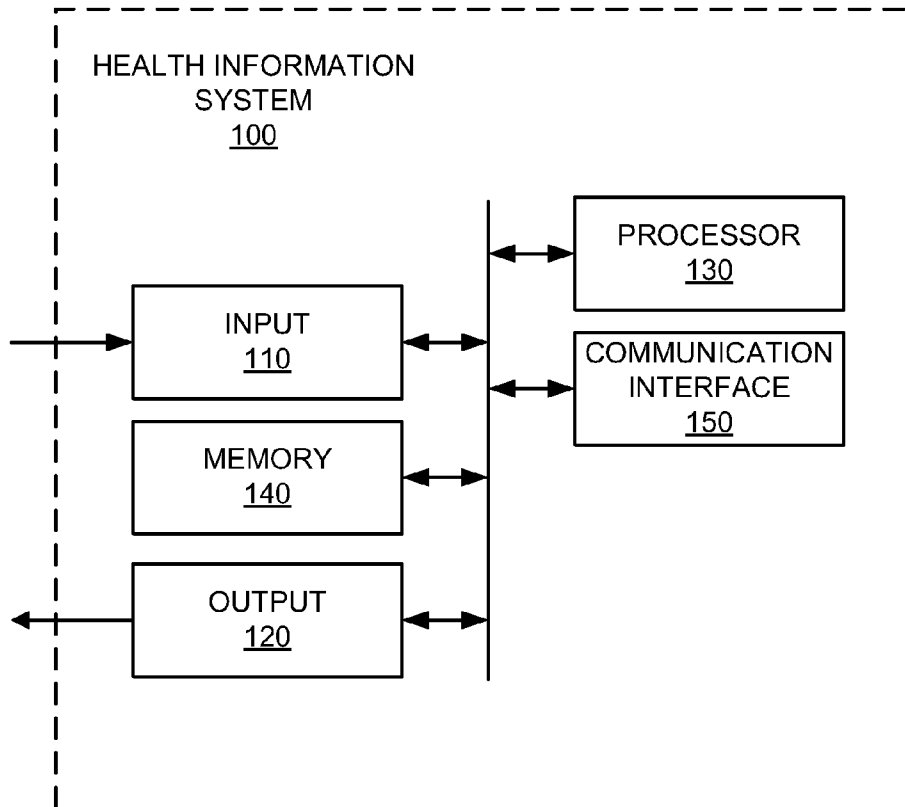 HEALTH INFORMATION
SYSTEM
100
PROCESSOR
130
INPUT
110
COMMUNICATION
INTERFACE
150
MEMORY
140
OUTPUT
120